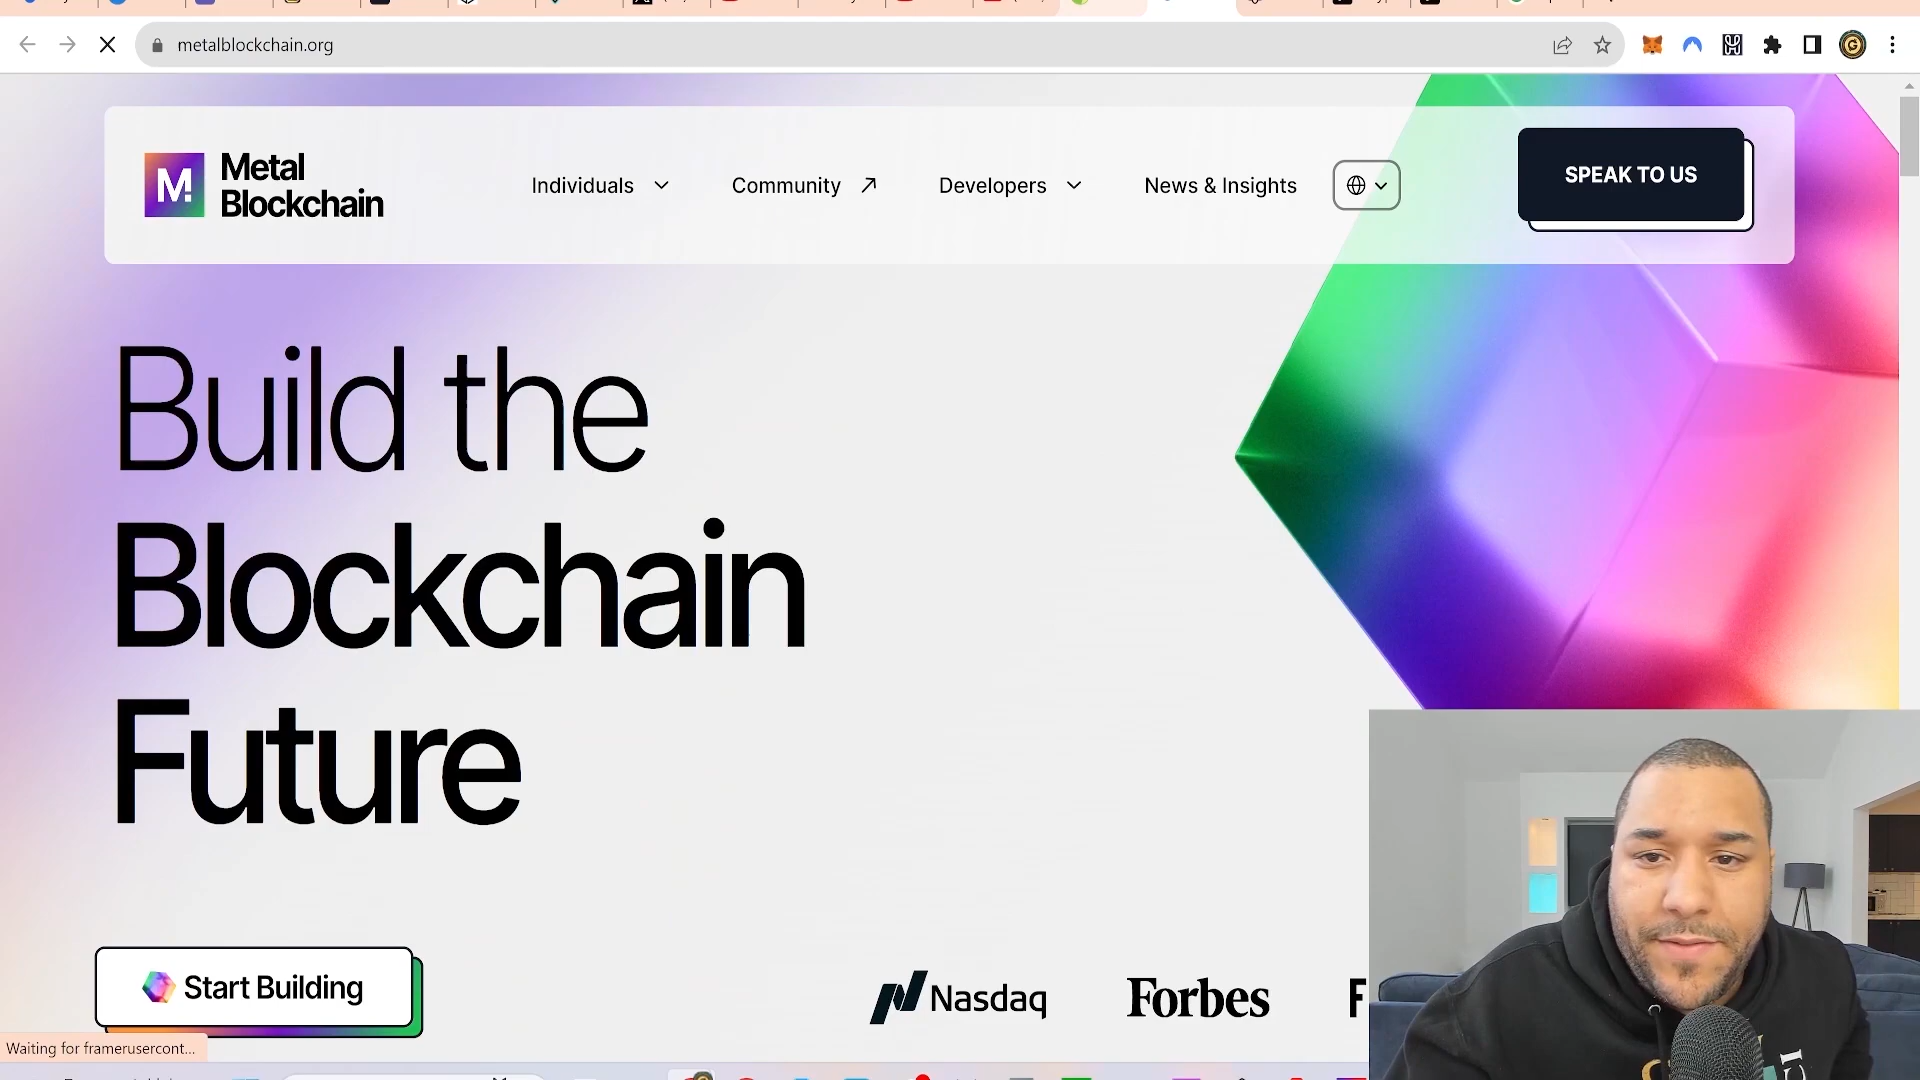 metalblockchain.org
Metal
Blockchain
Individuals
Community
Developers
News & Insights
SPEAK TO US
Build the
Blockchain
Future
Start Building
Nasdaq
Forbes
Waiting for framerusercont...